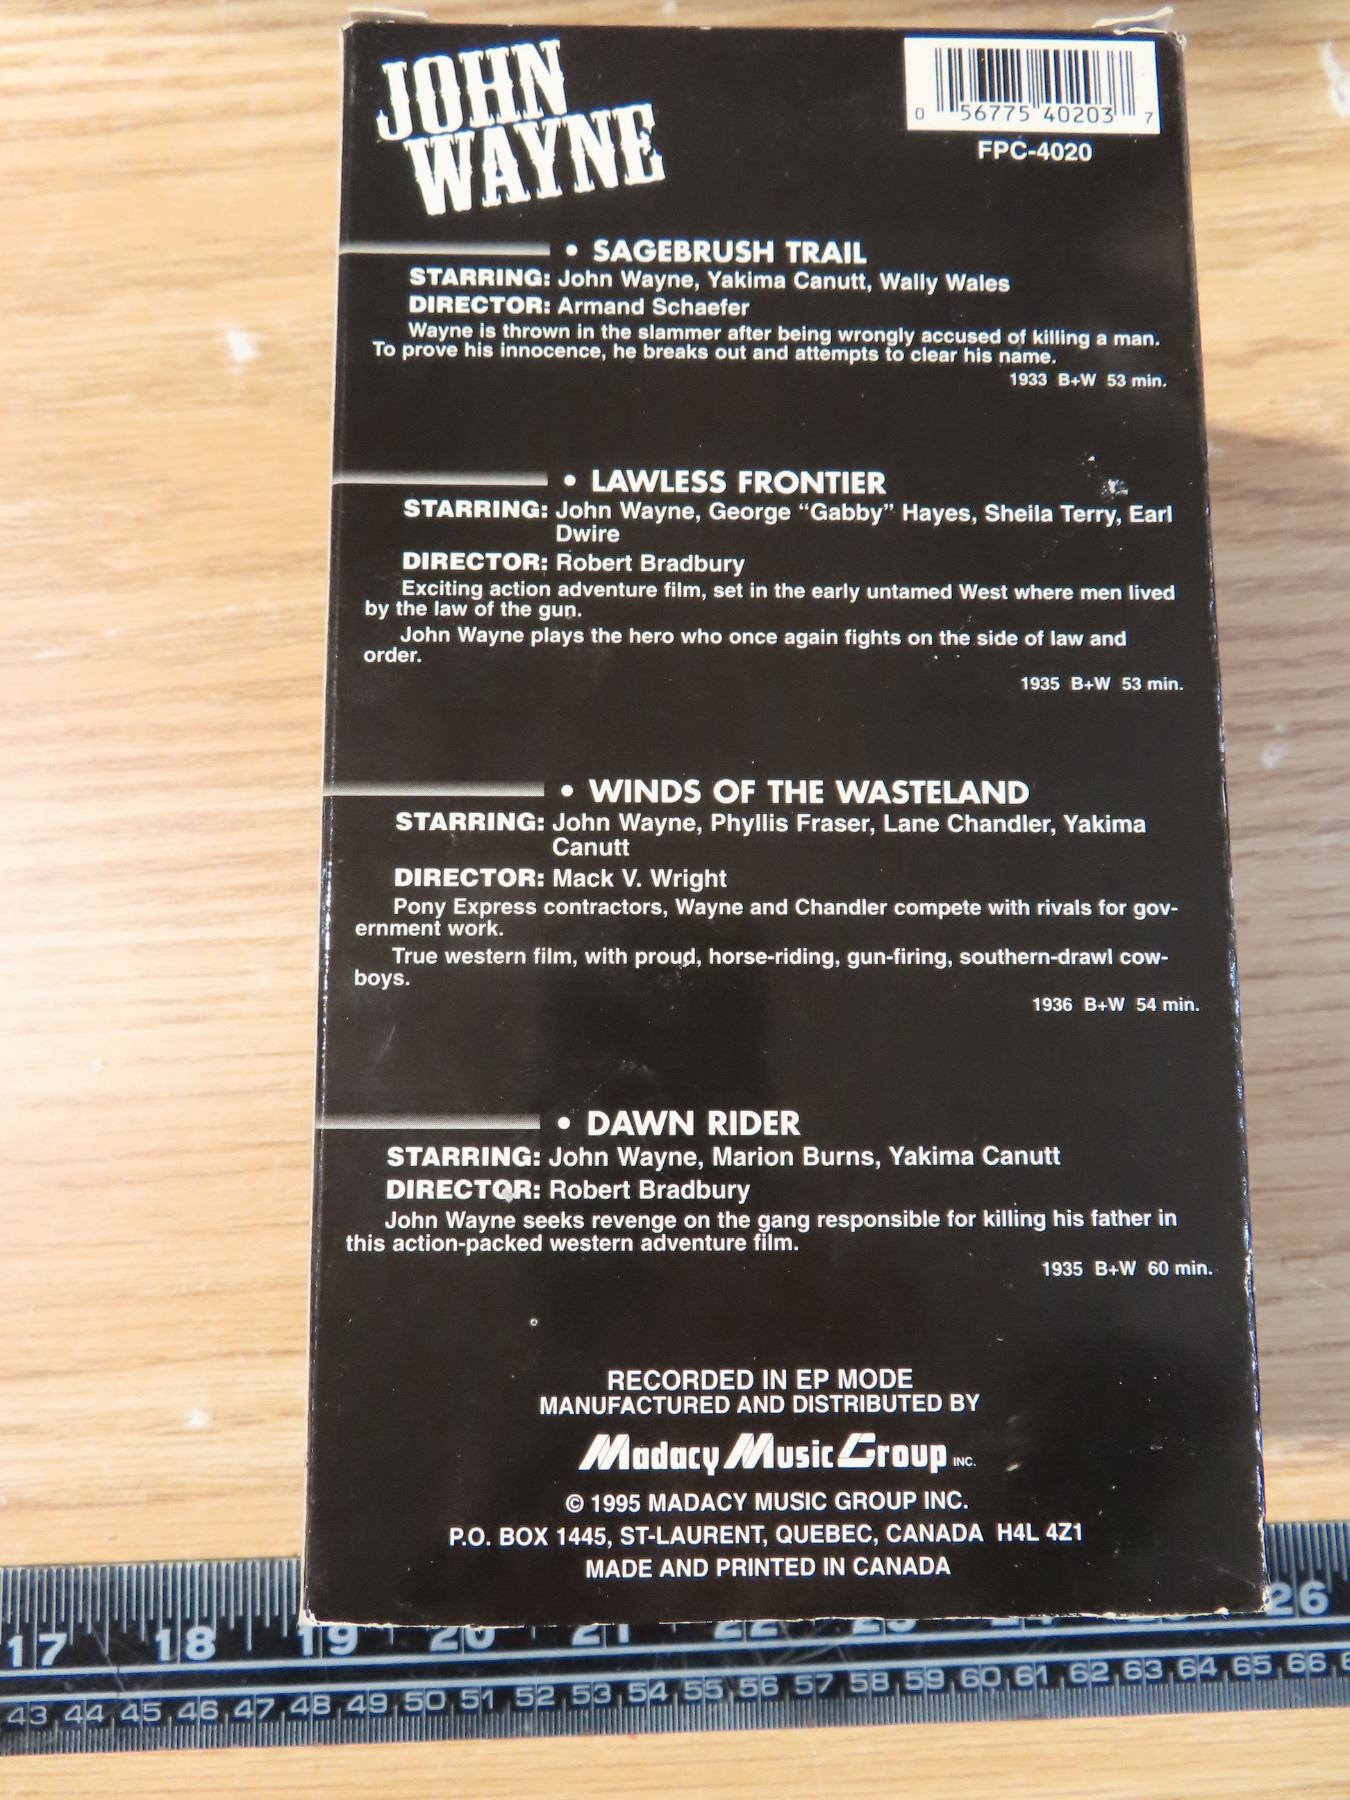 JOHN
WAYNE
0 56775 40203 7
FPC-4020
• SAGEBRUSH TRAIL
STARRING: John Wayne, Yakima Canutt, Wally Wales
DIRECTOR: Armand Schaefer
Wayne is thrown in the slammer after being wrongly accused of killing a man.
To prove his innocence, he breaks out and attempts to clear his name.
1933 B+W 53 min.
• LAWLESS FRONTIER
STARRING: John Wayne, George “Gabby” Hayes, Sheila Terry, Earl
Dwire
DIRECTOR: Robert Bradbury
Exciting action adventure film, set in the early untamed West where men lived
by the law of the gun.
John Wayne plays the hero who once again fights on the side of law and
order.
1935 B+W 53 min.
• WINDS OF THE WASTELAND
STARRING: John Wayne, Phyllis Fraser, Lane Chandler, Yakima
Canutt
DIRECTOR: Mack V. Wright
Pony Express contractors, Wayne and Chandler compete with rivals for gov-
ernment work.
True western film, with proud, horse-riding, gun-firing, southern-drawl cow-
boys.
1936 B+W 54 min.
• DAWN RIDER
STARRING: John Wayne, Marion Burns, Yakima Canutt
DIRECTOR: Robert Bradbury
John Wayne seeks revenge on the gang responsible for killing his father in
this action-packed western adventure film.
1935 B+W 60 min.
RECORDED IN EP MODE
MANUFACTURED AND DISTRIBUTED BY
Madacy Music Group INC.
© 1995 MADACY MUSIC GROUP INC.
P.O. BOX 1445, ST-LAURENT, QUEBEC, CANADA H4L 4Z1
MADE AND PRINTED IN CANADA
17 18 19 20 21 22 23 24 25 26
43 44 45 46 47 48 49 50 51 52 53 54 55 56 57 58 59 60 61 62 63 64 65 66